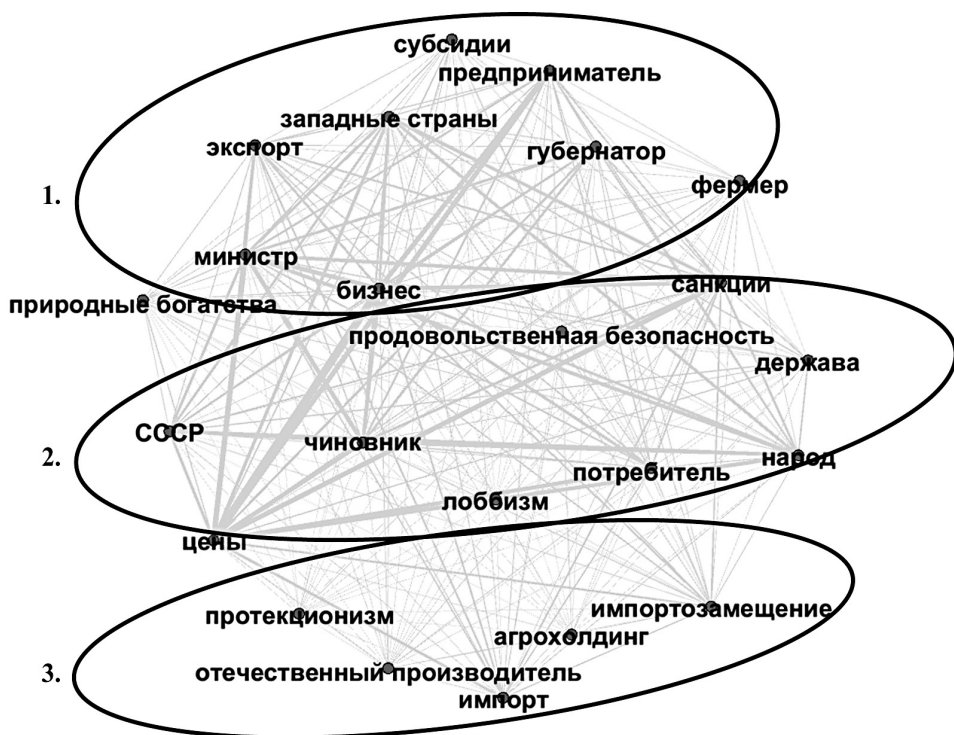 субсидии
предприниматель
западные страны
экспорт
губернатор
фермер
1.
министр
бизнес
санкции
природные богатства
продовольственная безопасность
держава
СССР
чиновник
2.
потребитель
народ
лоббизм
цены
протекционизм
импортозамещение
агрохолдинг
3.
отечественный производитель
импорт